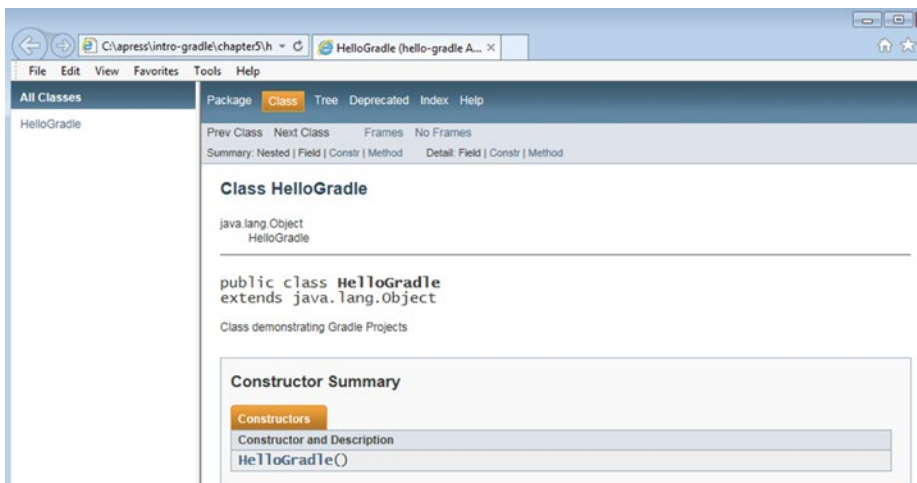 C:\apress\intro-gradle\chapter5\h
HelloGradle (hello-gradle A...
File Edit View Favorites Tools Help
All Classes
HelloGradle
Package Class Tree Deprecated Index Help
Prev Class Next Class Frames No Frames
Summary: Nested | Field | Constr | Method Detail: Field | Constr | Method
Class HelloGradle
java.lang.Object
HelloGradle
public class HelloGradle
extends java.lang.Object
Class demonstrating Gradle Projects
Constructor Summary
Constructors
Constructor and Description
HelloGradle()